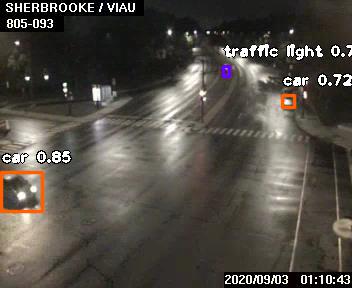 SHERBROOKE / VIAU
805-093
traffic light 0.7
car 0.72
car 0.85
2020/09/03 01:10:43